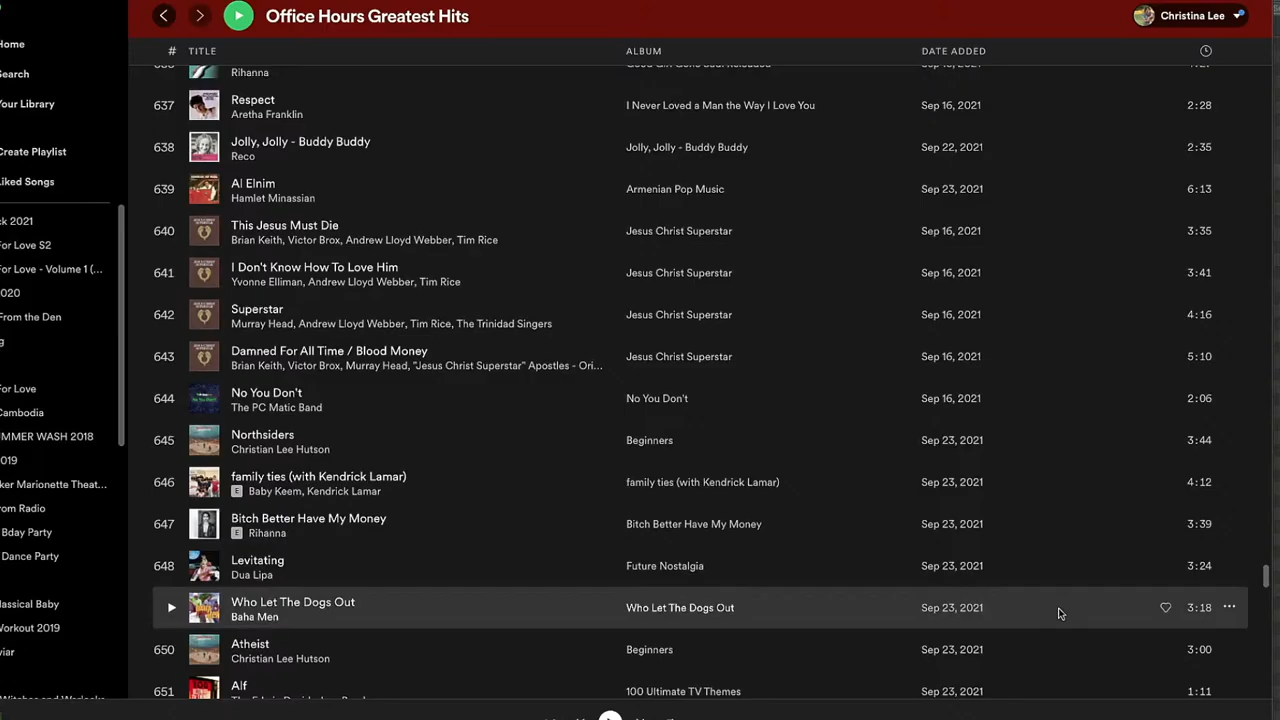 Office Hours Greatest Hits
Christina Lee
# TITLE ALBUM DATE ADDED
Home
Search
Your Library
Create Playlist
Liked Songs
ck 2021
For Love S2
For Love - Volume 1 (...
2020
From the Den
g
For Love
Cambodia
UMMER WASH 2018
2019
ker Marionette Theat...
rom Radio
Bday Party
Dance Party
lassical Baby
Workout 2019
viar
Rihanna
637 Respect I Never Loved a Man the Way I Love You Sep 16, 2021 2:28
Aretha Franklin
638 Jolly, Jolly - Buddy Buddy Jolly, Jolly - Buddy Buddy Sep 22, 2021 2:35
Reco
639 Al Elnim Armenian Pop Music Sep 23, 2021 6:13
Hamlet Minassian
640 This Jesus Must Die Jesus Christ Superstar Sep 16, 2021 3:35
Brian Keith, Victor Brox, Andrew Lloyd Webber, Tim Rice
641 I Don't Know How To Love Him Jesus Christ Superstar Sep 16, 2021 3:41
Yvonne Elliman, Andrew Lloyd Webber, Tim Rice
642 Superstar Jesus Christ Superstar Sep 16, 2021 4:16
Murray Head, Andrew Lloyd Webber, Tim Rice, The Trinidad Singers
643 Damned For All Time / Blood Money Jesus Christ Superstar Sep 16, 2021 5:10
Brian Keith, Victor Brox, Murray Head, "Jesus Christ Superstar" Apostles - Ori...
644 No You Don't No You Don't Sep 23, 2021 2:06
The PC Matic Band
645 Northsiders Beginners Sep 23, 2021 3:44
Christian Lee Hutson
646 family ties (with Kendrick Lamar) family ties (with Kendrick Lamar) Sep 23, 2021 4:12
E Baby Keem, Kendrick Lamar
647 Bitch Better Have My Money Bitch Better Have My Money Sep 23, 2021 3:39
E Rihanna
648 Levitating Future Nostalgia Sep 23, 2021 3:24
Dua Lipa
Who Let The Dogs Out Who Let The Dogs Out Sep 23, 2021 3:18
Baha Men
650 Atheist Beginners Sep 23, 2021 3:00
Christian Lee Hutson
651 Alf 100 Ultimate TV Themes Sep 23, 2021 1:11